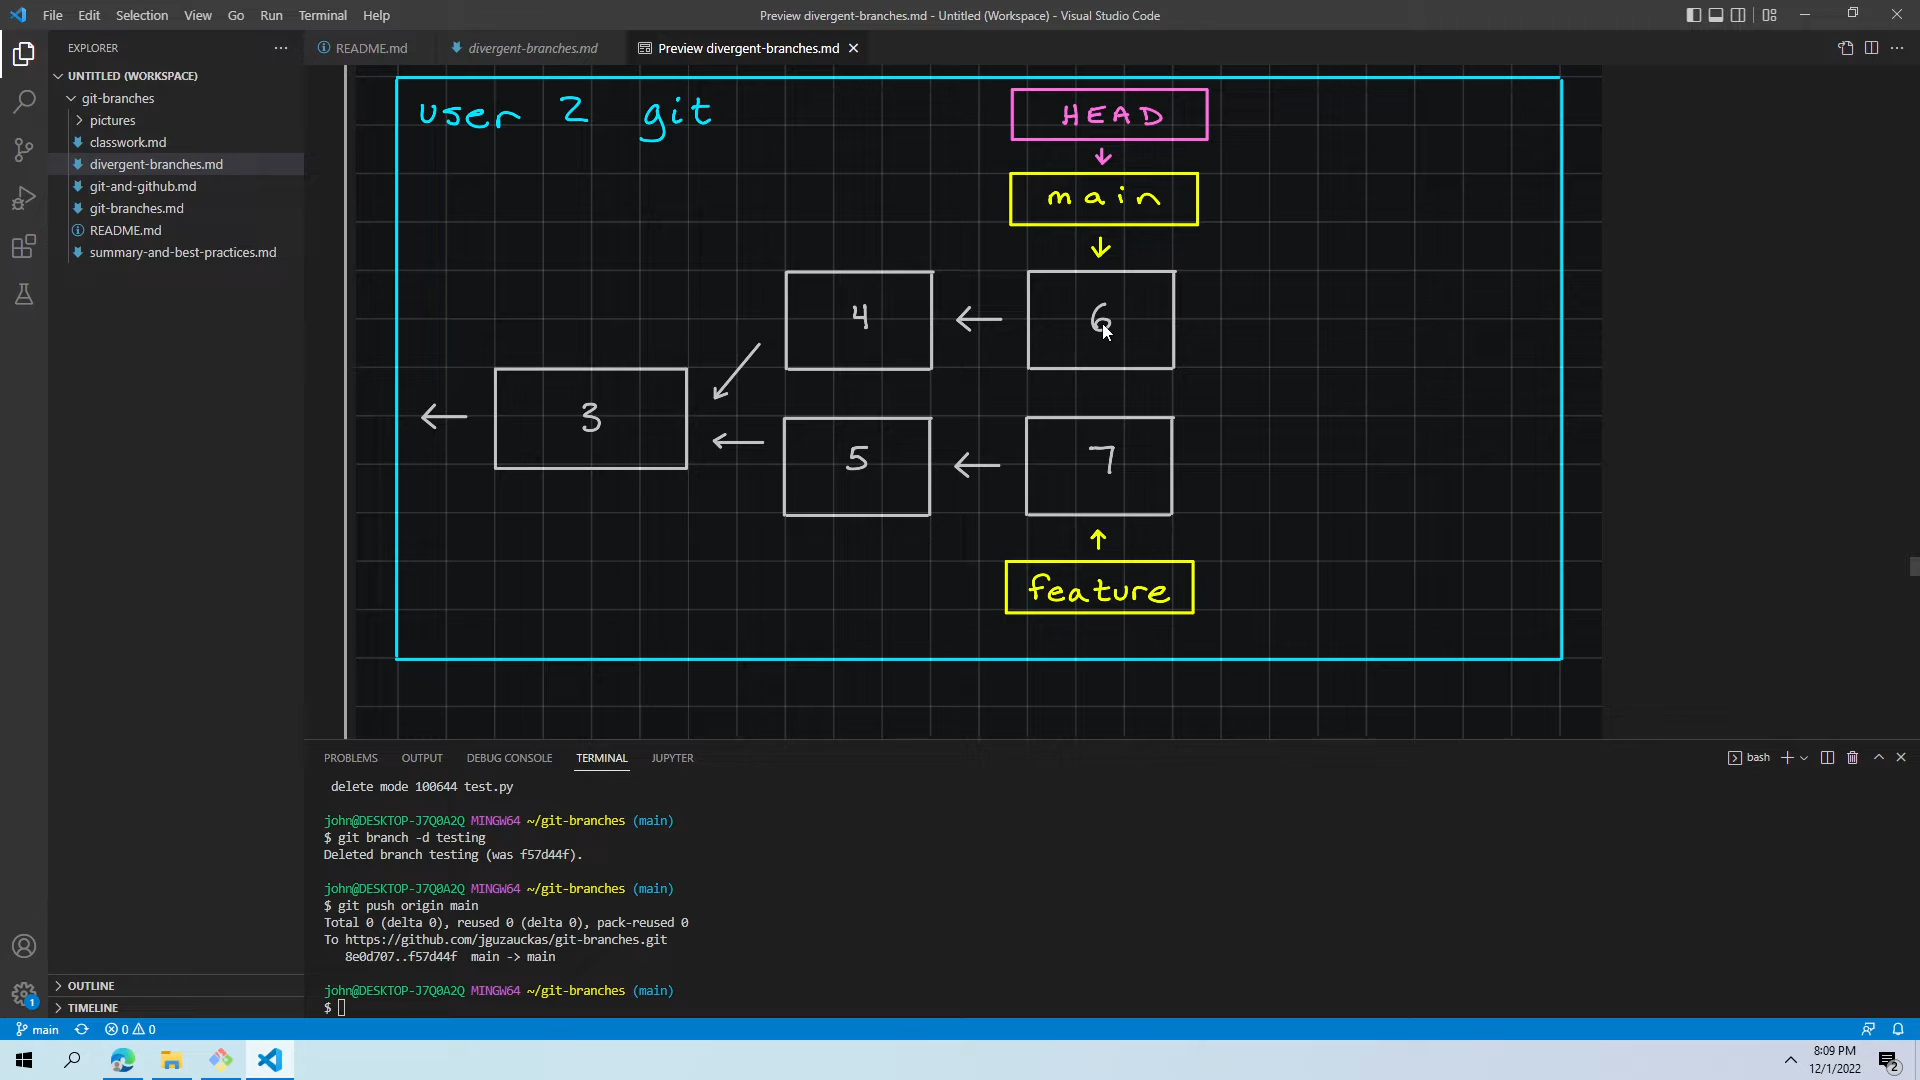 File Edit Selection View Go Run Terminal Help
Preview divergent-branches.md - Untitled (Workspace) - Visual Studio Code
EXPLORER
README.md
divergent-branches.md
Preview divergent-branches.md
UNTITLED (WORKSPACE)
git-branches
pictures
classwork.md
divergent-branches.md
git-and-github.md
git-branches.md
README.md
summary-and-best-practices.md
OUTLINE
TIMELINE
user 2 git
HEAD
main
4
6
3
5
7
feature
PROBLEMS OUTPUT DEBUG CONSOLE TERMINAL JUPYTER
bash
delete mode 100644 test.py
john@DESKTOP-J7Q0A2Q MINGW64 ~/git-branches (main)
$ git branch -d testing
Deleted branch testing (was f57d44f).
john@DESKTOP-J7Q0A2Q MINGW64 ~/git-branches (main)
$ git push origin main
Total 0 (delta 0), reused 0 (delta 0), pack-reused 0
To https://github.com/jguzauckas/git-branches.git
8e0d707..f57d44f main -> main
john@DESKTOP-J7Q0A2Q MINGW64 ~/git-branches (main)
$
1
main
0 0
8:09 PM
12/1/2022
2